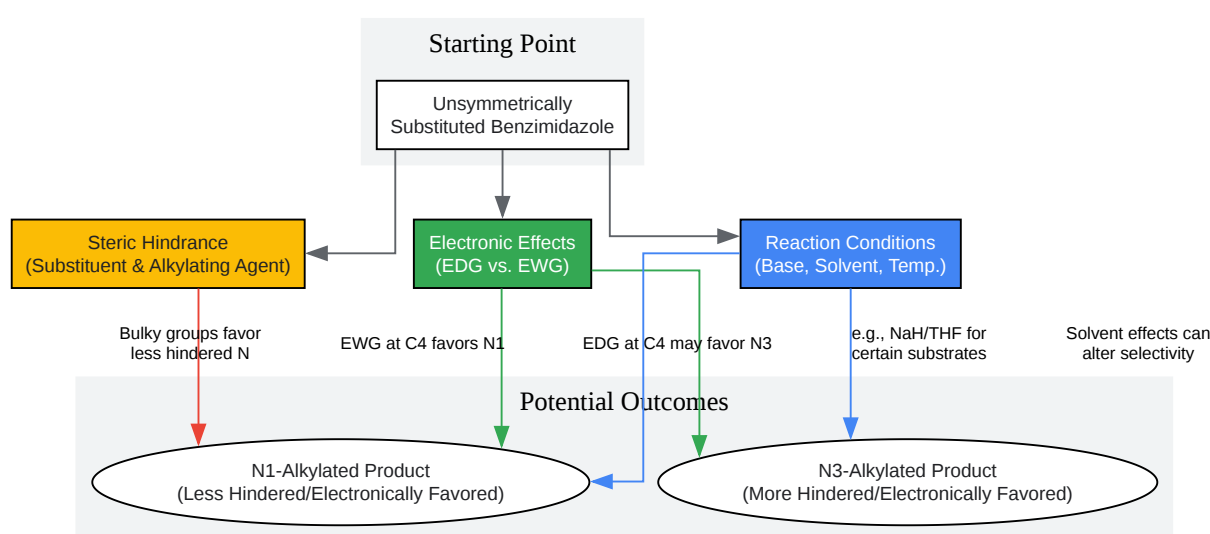 Starting Point
Unsymmetrically
Substituted Benzimidazole
Steric Hindrance
(Substituent & Alkylating Agent)
Electronic Effects
(EDG vs. EWG)
Reaction Conditions
(Base, Solvent, Temp.)
Bulky groups favor
less hindered N
EWG at C4 favors N1
EDG at C4 may favor N3
e.g., NaH/THF for
certain substrates
Solvent effects can
alter selectivity
Potential Outcomes
N1-Alkylated Product
(Less Hindered/Electronically Favored)
N3-Alkylated Product
(More Hindered/Electronically Favored)